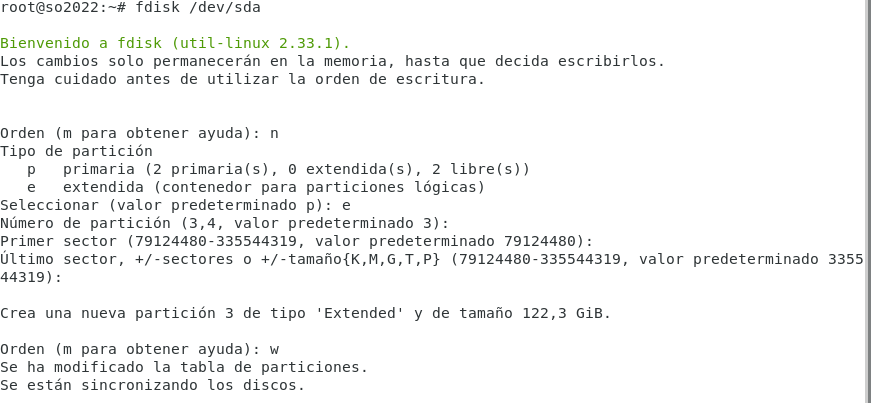 root@so2022:~# fdisk /dev/sda
Bienvenido a fdisk (util-linux 2.33.1).
Los cambios solo permanecerán en la memoria, hasta que decida escribirlos.
Tenga cuidado antes de utilizar la orden de escritura.
Orden (m para obtener ayuda): n
Tipo de partición
   p   primaria (2 primaria(s), 0 extendida(s), 2 libre(s))
   e   extendida (contenedor para particiones lógicas)
Seleccionar (valor predeterminado p): e
Número de partición (3,4, valor predeterminado 3):
Primer sector (79124480-335544319, valor predeterminado 79124480):
Último sector, +/-sectores o +/-tamaño{K,M,G,T,P} (79124480-335544319, valor predeterminado 3355
44319):
Crea una nueva partición 3 de tipo 'Extended' y de tamaño 122,3 GiB.
Orden (m para obtener ayuda): w
Se ha modificado la tabla de particiones.
Se están sincronizando los discos.